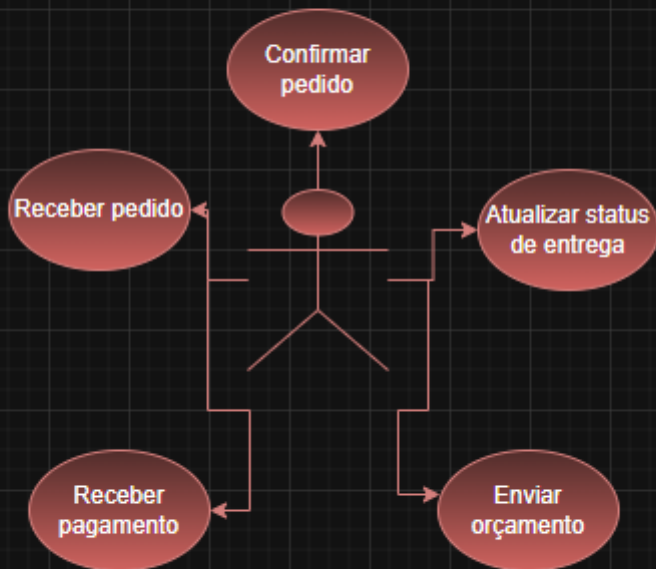 Confirmar
pedido
Receber pedido
Atualizar status
de entrega
Receber
pagamento
Enviar
orçamento